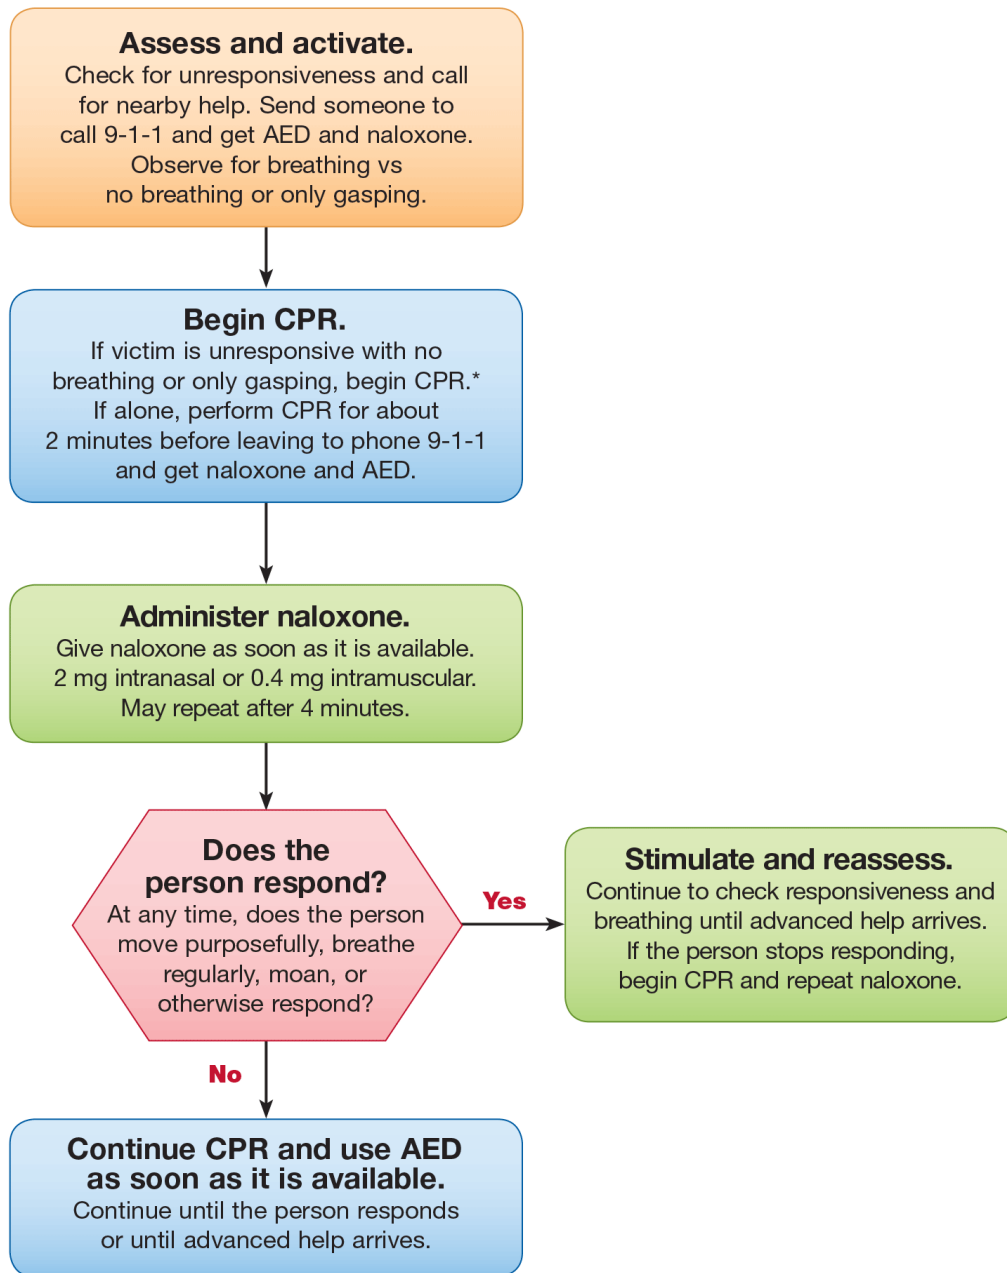 Assess and activate.
Check for unresponsiveness and call
for nearby help. Send someone to
call 9-1-1 and get AED and naloxone.
Observe for breathing vs
no breathing or only gasping.
Begin CPR.
If victim is unresponsive with no
breathing or only gasping, begin CPR.*
If alone, perform CPR for about
2 minutes before leaving to phone 9-1-1
and get naloxone and AED.
Administer naloxone.
Give naloxone as soon as it is available.
2 mg intranasal or 0.4 mg intramuscular.
May repeat after 4 minutes.
Does the
person respond?
At any time, does the person
move purposefully, breathe
regularly, moan, or
otherwise respond?
Yes
Stimulate and reassess.
Continue to check responsiveness and
breathing until advanced help arrives.
If the person stops responding,
begin CPR and repeat naloxone.
No
Continue CPR and use AED
as soon as it is available.
Continue until the person responds
or until advanced help arrives.